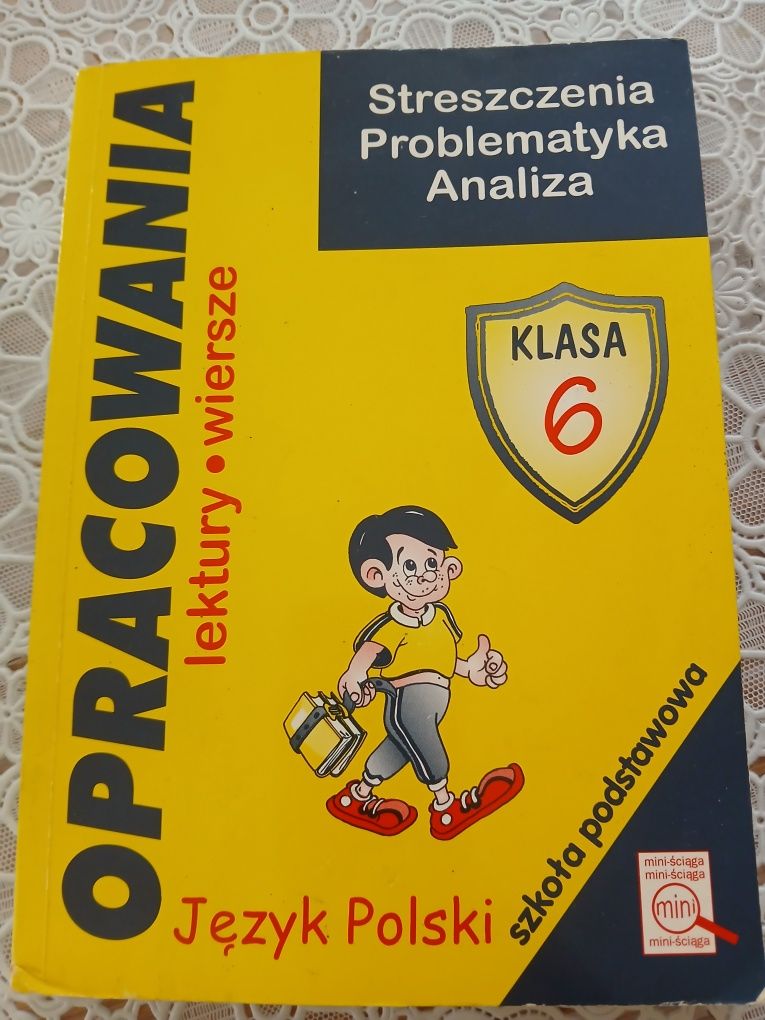 Streszczenia
Problematyka
Analiza
OPRACOWANIA
lektury • wiersze
KLASA
6
Język Polski
szkoła podstawowa
mini-ściąga
mini-ściąga
mini
mini-ściąga